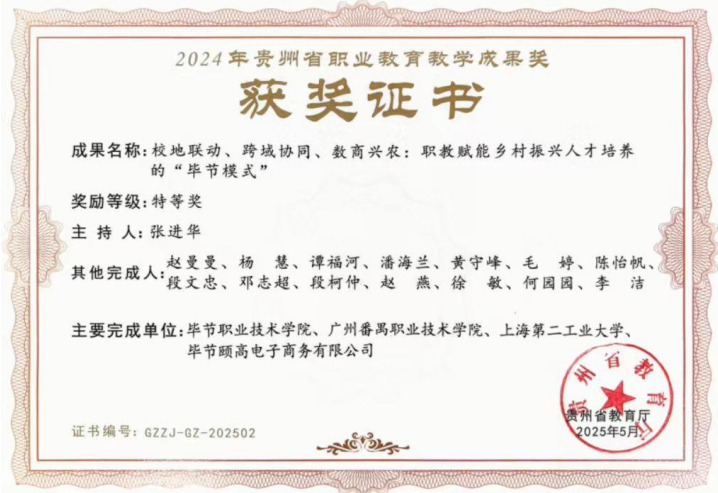 2024年贵州省职业教育教学成果奖
获奖证书
成果名称：校地联动、跨域协同、数商兴农：职教赋能乡村振兴人才培养
的“毕节模式”
奖励等级：特等奖
主 持 人：张进华
其他完成人：赵曼曼、杨　慧、谭福河、潘海兰、黄守峰、毛　婷、陈怡帆、
段文忠、邓志超、段柯仲、赵　燕、徐　敏、何园园、李　洁
主要完成单位：毕节职业技术学院、广州番禺职业技术学院、上海第二工业大学、
毕节颐高电子商务有限公司
贵州省教育厅
贵州省教育厅
2025年5月
证书编号：GZZJ-GZ-202502